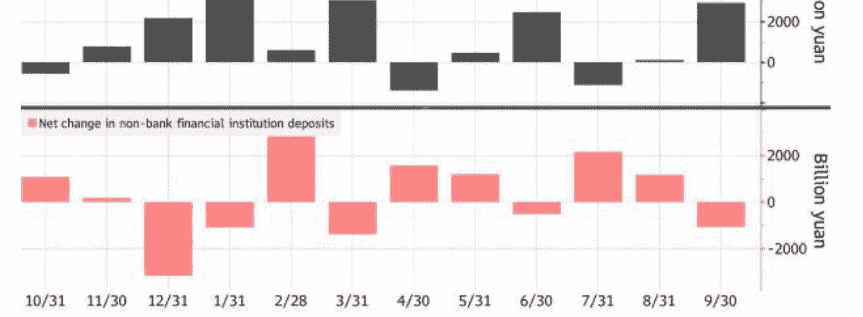 2000
on yuan
0
Net change in non-bank financial institution deposits
2000
Billion yuan
0
-2000
10/31 11/30 12/31 1/31 2/28 3/31 4/30 5/31 6/30 7/31 8/31 9/30